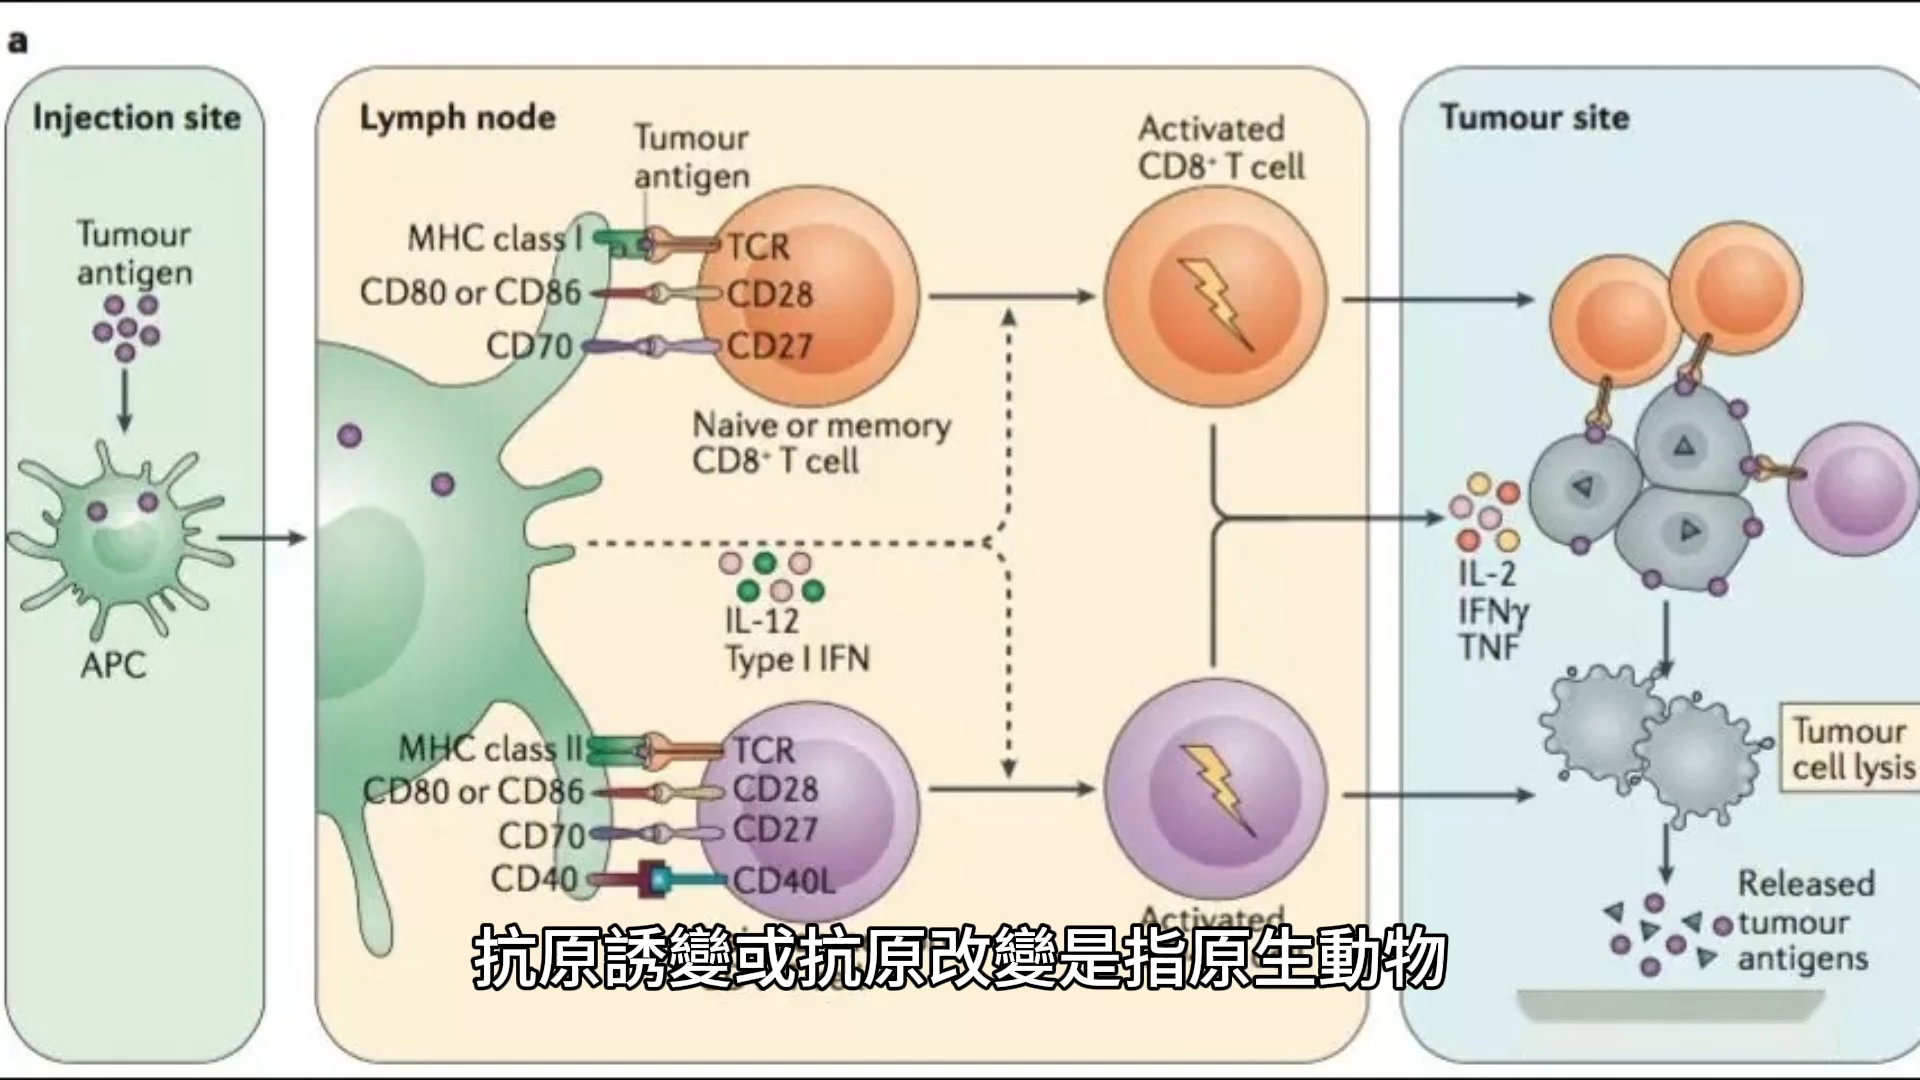 a
Injection site
Tumour
antigen
APC
Lymph node
Tumour
antigen
MHC class I
TCR
CD80 or CD86
CD28
CD70
CD27
Naive or memory
CD8+ T cell
IL-12
Type I IFN
MHC class II
TCR
CD80 or CD86
CD28
CD70
CD27
CD40
CD40L
Activated
CD8+ T cell
Activated
Tumour site
IL-2
IFNγ
TNF
Tumour
cell lysis
Released
tumour
antigens
抗原誘變或抗原改變是指原生動物